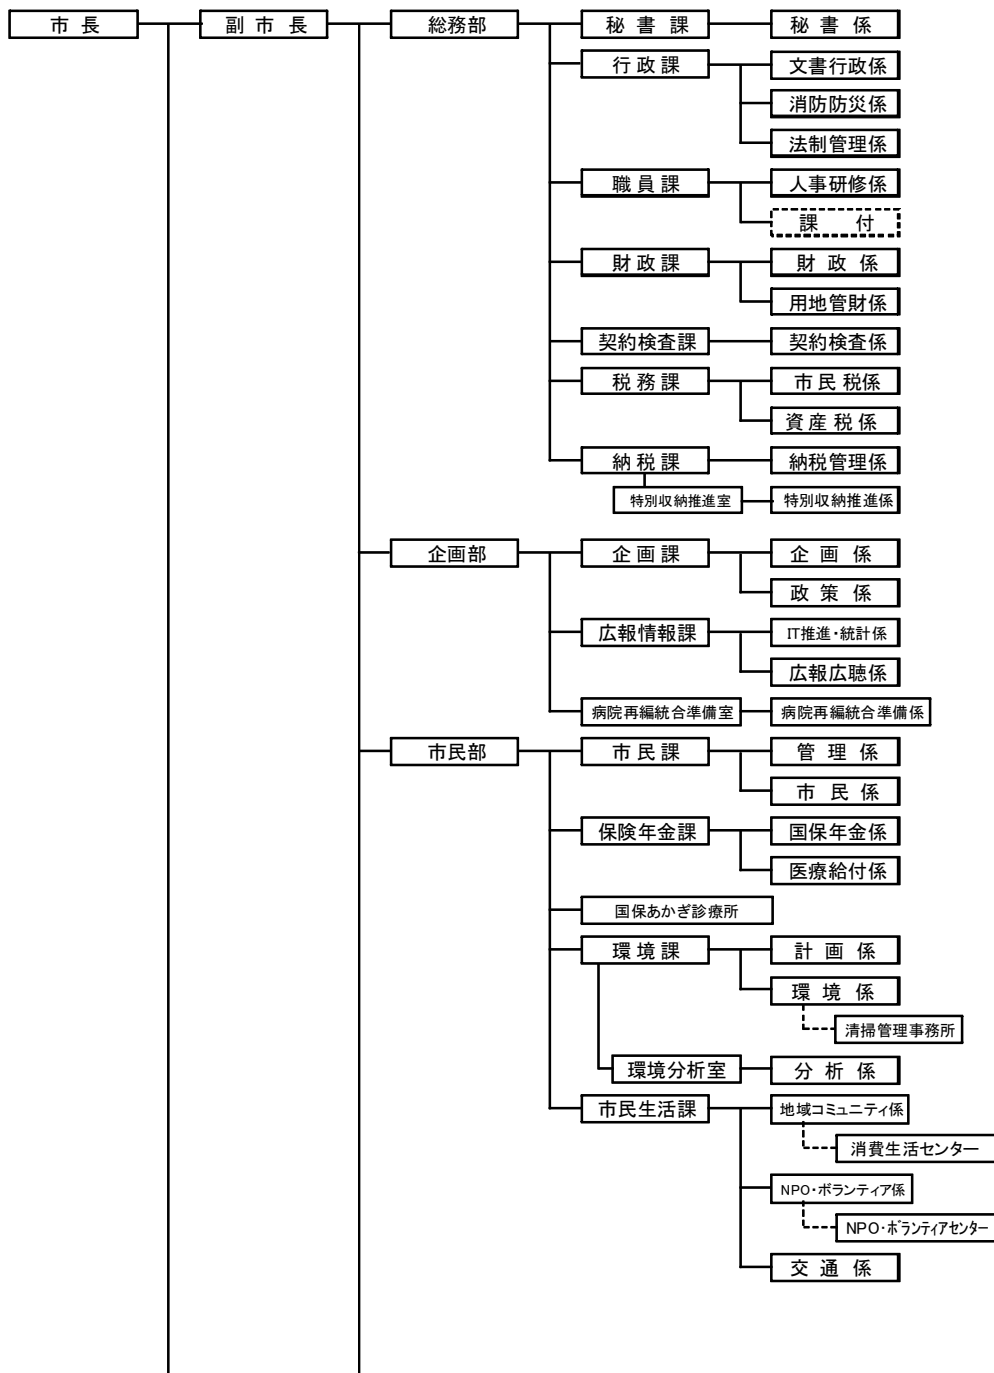 市長 副市長 総務部 秘書課 秘書係
行政課 文書行政係
消防防災係
法制管理係
職員課 人事研修係
課付
財政課 財政係
用地管財係
契約検査課 契約検査係
税務課 市民税係
資産税係
納税課 納税管理係
特別収納推進室 特別収納推進係
企画部 企画課 企画係
政策係
広報情報課 IT推進・統計係
広報広聴係
病院再編統合準備室 病院再編統合準備係
市民部 市民課 管理係
市民係
保険年金課 国保年金係
医療給付係
国保あかぎ診療所
環境課 計画係
環境係
清掃管理事務所
環境分析室 分析係
市民生活課 地域コミュニティ係
消費生活センター
NPO・ボランティア係
NPO・ボランティアセンター
交通係